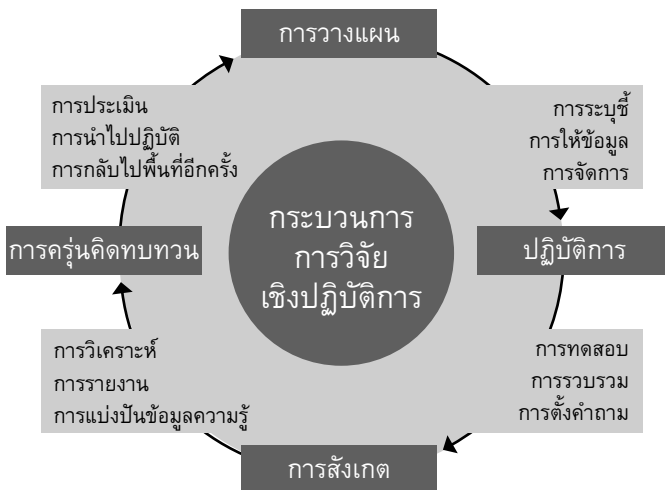 การวางแผน
การประเมิน
การนำไปปฏิบัติ
การกลับไปพื้นที่อีกครั้ง
การระบุชี้
การให้ข้อมูล
การจัดการ
กระบวนการ
การวิจัย
เชิงปฏิบัติการ
การครุ่นคิดทบทวน
ปฏิบัติการ
การวิเคราะห์
การรายงาน
การแบ่งปันข้อมูลความรู้
การทดสอบ
การรวบรวม
การตั้งคำถาม
การสังเกต